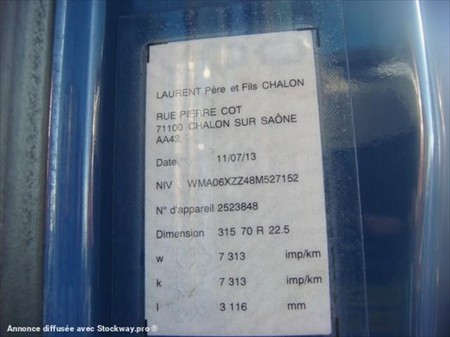 LAURENT Père et Fils CHALON
RUE PIERRE COT
71100 CHALON SUR SAÔNE
AA42
Date 11/07/13
NIV WMA06XZZ48M527152
N° d'appareil 2523848
Dimension 315 70 R 22.5
w 7 313 imp/km
k 7 313 imp/km
l 3 116 mm
Annonce diffusée avec Stockway.pro ®